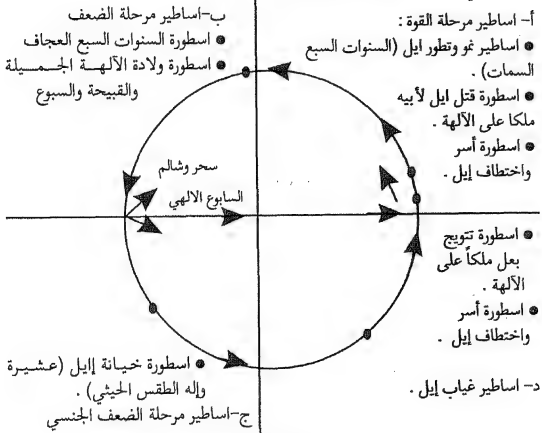 أ- اساطير مرحلة القوة :
● اساطير نمو وتطور ايل (السنوات السبع
السمات) .
● اسطورة قتل ايل لأبيه
ملكا على الآلهة .
● اسطورة أسر
واختطاف إيل .
ب-اساطير مرحلة الضعف
● اسطورة السنوات السبع العجاف
● اسطورة ولادة الآلهة الجميلة
والقبيحة والسبوع
سحر وشالم
السابوع الالهي
● اسطورة تتويج
بعل ملكاً على
الآلهة .
● اسطورة أسر
واختطاف إيل .
د- اساطير غياب إيل .
● اسطورة خيانة إايل (عشيرة
وإله الطقس الحيثي) .
ج-اساطير مرحلة الضعف الجنسي